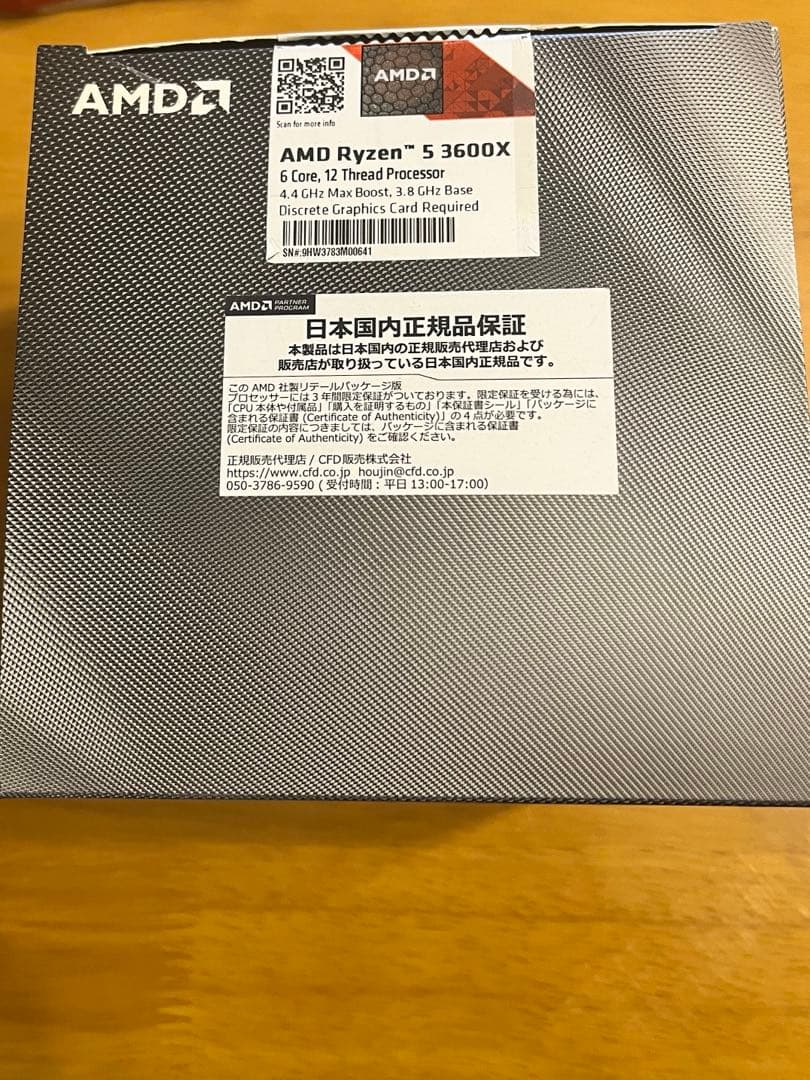 AMD
AMD
Scan for more info
AMD Ryzen™ 5 3600X
6 Core, 12 Thread Processor
4.4 GHz Max Boost, 3.8 GHz Base
Discrete Graphics Card Required
SN#:9HW3783M00641
AMD PARTNER PROGRAM
日本国内正規品保証
本製品は日本国内の正規販売代理店および
販売店が取り扱っている日本国内正規品です。
この AMD 社製リテールパッケージ版
プロセッサーには 3 年間限定保証がついております。限定保証を受ける為には、
「CPU 本体や付属品」「購入を証明するもの」「本保証書シール」「パッケージに
含まれる保証書 (Certificate of Authenticity)」の 4 点が必要です。
限定保証の内容につきましては、パッケージに含まれる保証書
(Certificate of Authenticity) をご確認ください。
正規販売代理店 / CFD 販売株式会社
https://www.cfd.co.jp houjin@cfd.co.jp
050-3786-9590 ( 受付時間：平日 13:00-17:00)